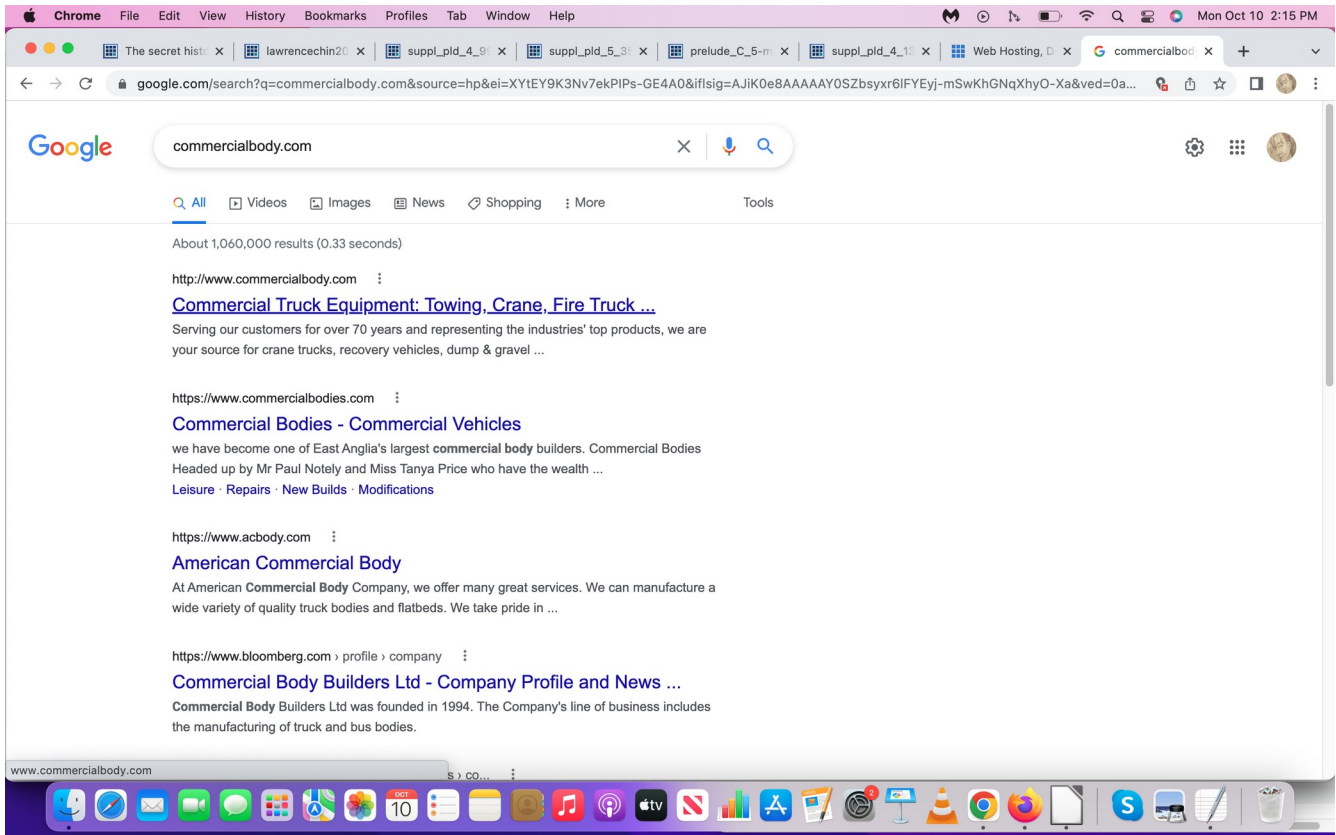 Chrome File Edit View History Bookmarks Profiles Tab Window Help Mon Oct 10 2:15 PM
The secret histo lawrencechin20 suppl_pld_4_9 suppl_pld_5_3 prelude_C_5-m suppl_pld_4_13 Web Hosting, D commercialbod
google.com/search?q=commercialbody.com&source=hp&ei=XYtEY9K3Nv7ekPIPs-GE4A0&iflsig=AJiK0e8AAAAAY0SZbsyxr6lFYEyj-mSwKhGNqXhyO-Xa&ved=0a...
Google commercialbody.com
All Videos Images News Shopping More Tools
About 1,060,000 results (0.33 seconds)
http://www.commercialbody.com
Commercial Truck Equipment: Towing, Crane, Fire Truck ...
Serving our customers for over 70 years and representing the industries' top products, we are
your source for crane trucks, recovery vehicles, dump & gravel ...
https://www.commercialbodies.com
Commercial Bodies - Commercial Vehicles
we have become one of East Anglia's largest commercial body builders. Commercial Bodies
Headed up by Mr Paul Notely and Miss Tanya Price who have the wealth ...
Leisure · Repairs · New Builds · Modifications
https://www.acbody.com
American Commercial Body
At American Commercial Body Company, we offer many great services. We can manufacture a
wide variety of quality truck bodies and flatbeds. We take pride in ...
https://www.bloomberg.com › profile › company
Commercial Body Builders Ltd - Company Profile and News ...
Commercial Body Builders Ltd was founded in 1994. The Company's line of business includes
the manufacturing of truck and bus bodies.
www.commercialbody.com s › co...
OCT
10 tv 2 S